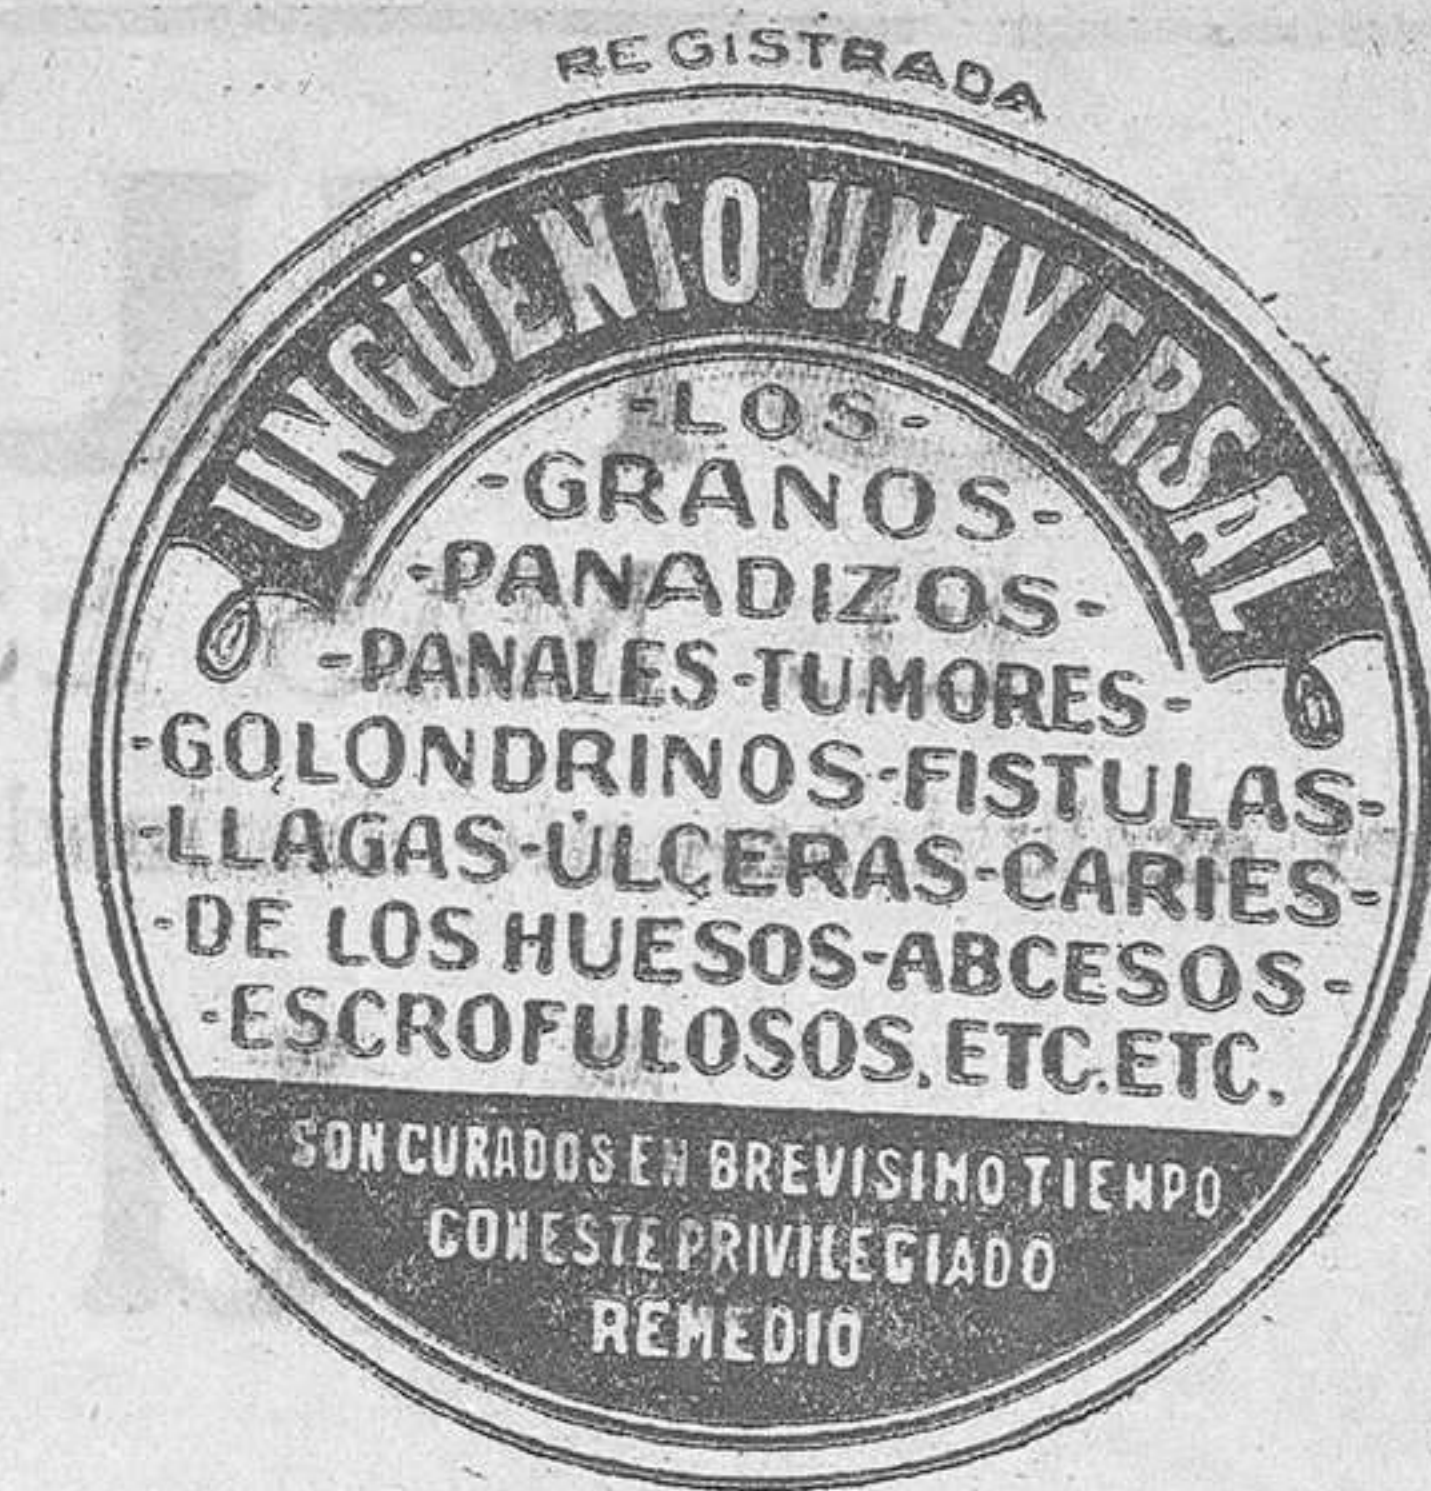 REGISTRADA
UNGÜENTO UNIVERSAL
-LOS-
-GRANOS-
-PANADIZOS-
-PANALES-TUMORES-
-GOLONDRINOS-FISTULAS-
-LLAGAS-ÚLCERAS-CARIES-
-DE LOS HUESOS-ABCESOS-
-ESCROFULOSOS, ETC. ETC.
SON CURADOS EN BREVISIMO TIEMPO
CON ESTE PRIVILEGIADO
REMEDIO